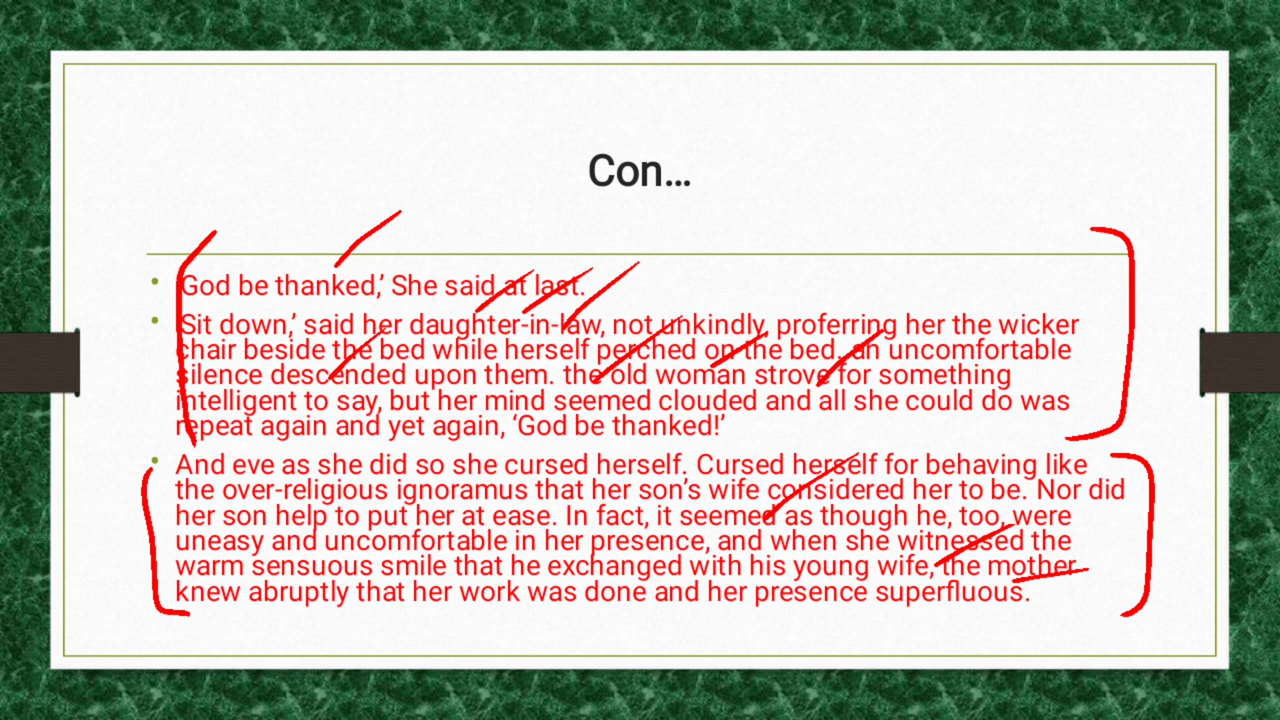 Con...
'God be thanked,' She said at last.
'Sit down,' said her daughter-in-law, not unkindly, proferring her the wicker
chair beside the bed while herself perched on the bed. an uncomfortable
silence descended upon them. the old woman strove for something
intelligent to say, but her mind seemed clouded and all she could do was
repeat again and yet again, 'God be thanked!'
And eve as she did so she cursed herself. Cursed herself for behaving like
the over-religious ignoramus that her son's wife considered her to be. Nor did
her son help to put her at ease. In fact, it seemed as though he, too, were
uneasy and uncomfortable in her presence, and when she witnessed the
warm sensuous smile that he exchanged with his young wife, the mother
knew abruptly that her work was done and her presence superfluous.